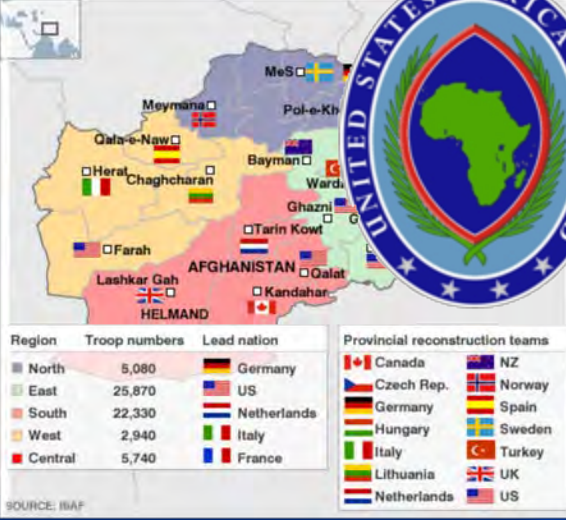 MeS
Meymana
Pol-e-Kh
Qala-e-Naw
Bayman
Herat
Chaghcharan
Ward
Ghazni
G
Tarin Kowt
Farah
AFGHANISTAN
Qalat
Lashkar Gah
Kandahar
HELMAND
UNITED STATES
RICA
Region Troop numbers Lead nation
North 5,080 Germany
East 25,870 US
South 22,330 Netherlands
West 2,940 Italy
Central 5,740 France
Provincial reconstruction teams
Canada NZ
Czech Rep. Norway
Germany Spain
Hungary Sweden
Italy Turkey
Lithuania UK
Netherlands US
SOURCE: ISAF